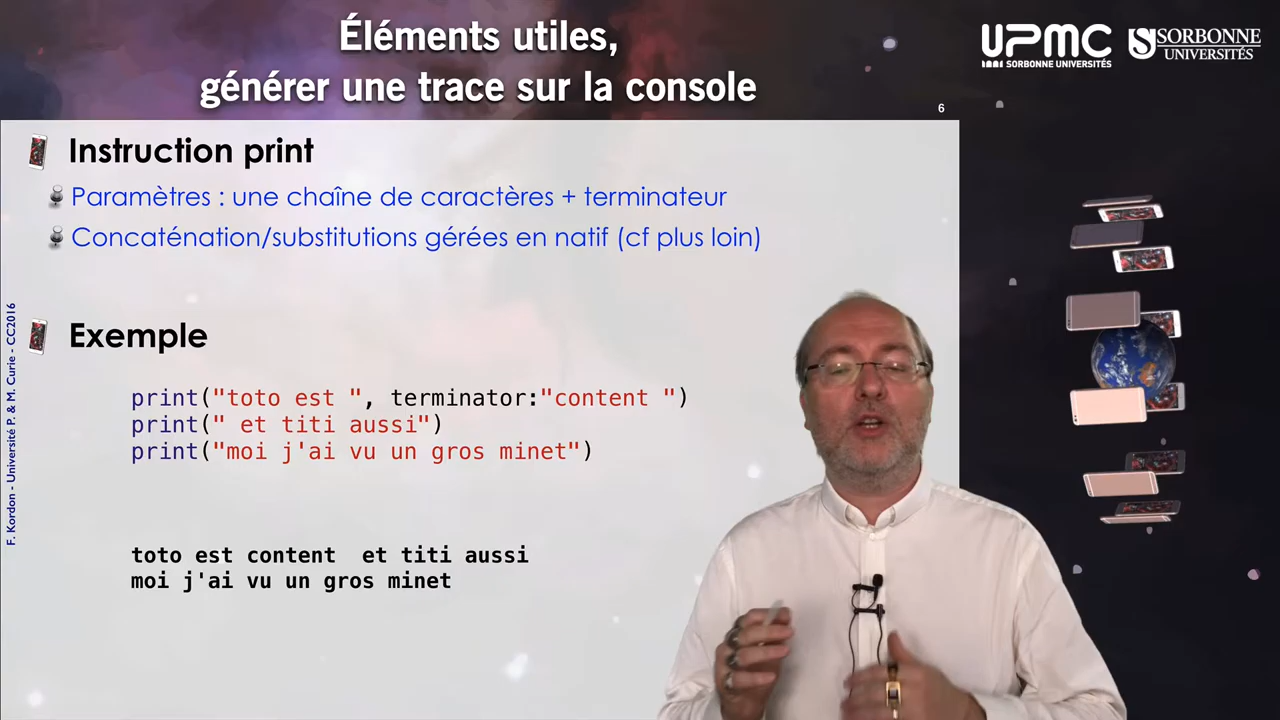 Éléments utiles,
générer une trace sur la console
UPMC
SORBONNE UNIVERSITÉS
SORBONNE
UNIVERSITÉS
6
Instruction print
Paramètres : une chaîne de caractères + terminateur
Concaténation/substitutions gérées en natif (cf plus loin)
Exemple
print("toto est ", terminator:"content ")
print(" et titi aussi")
print("moi j'ai vu un gros minet")
toto est content  et titi aussi
moi j'ai vu un gros minet
F. Kordon - Université P. & M. Curie - CC2016